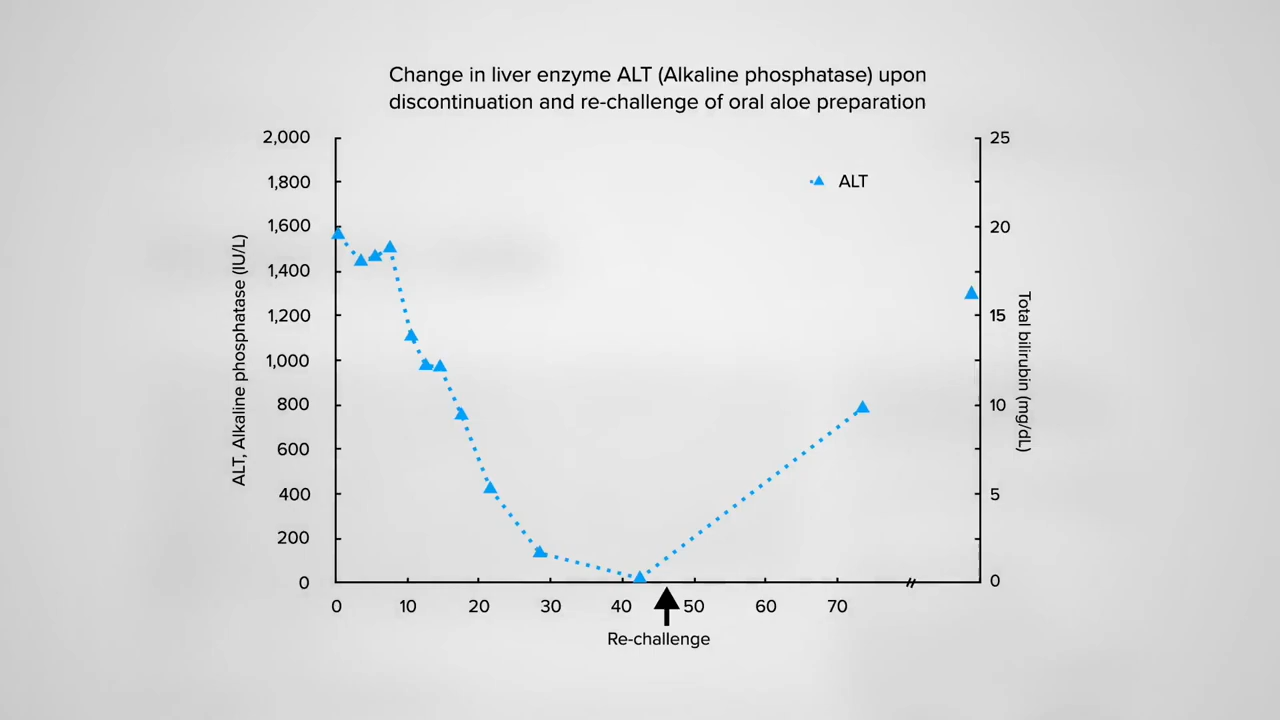 Change in liver enzyme ALT (Alkaline phosphatase) upon
discontinuation and re-challenge of oral aloe preparation
2,000
1,800
1,600
1,400
1,200
1,000
800
600
400
200
0
ALT, Alkaline phosphatase (IU/L)
ALT
25
20
15
10
5
0
Total bilirubin (mg/dL)
0 10 20 30 40 50 60 70
Re-challenge